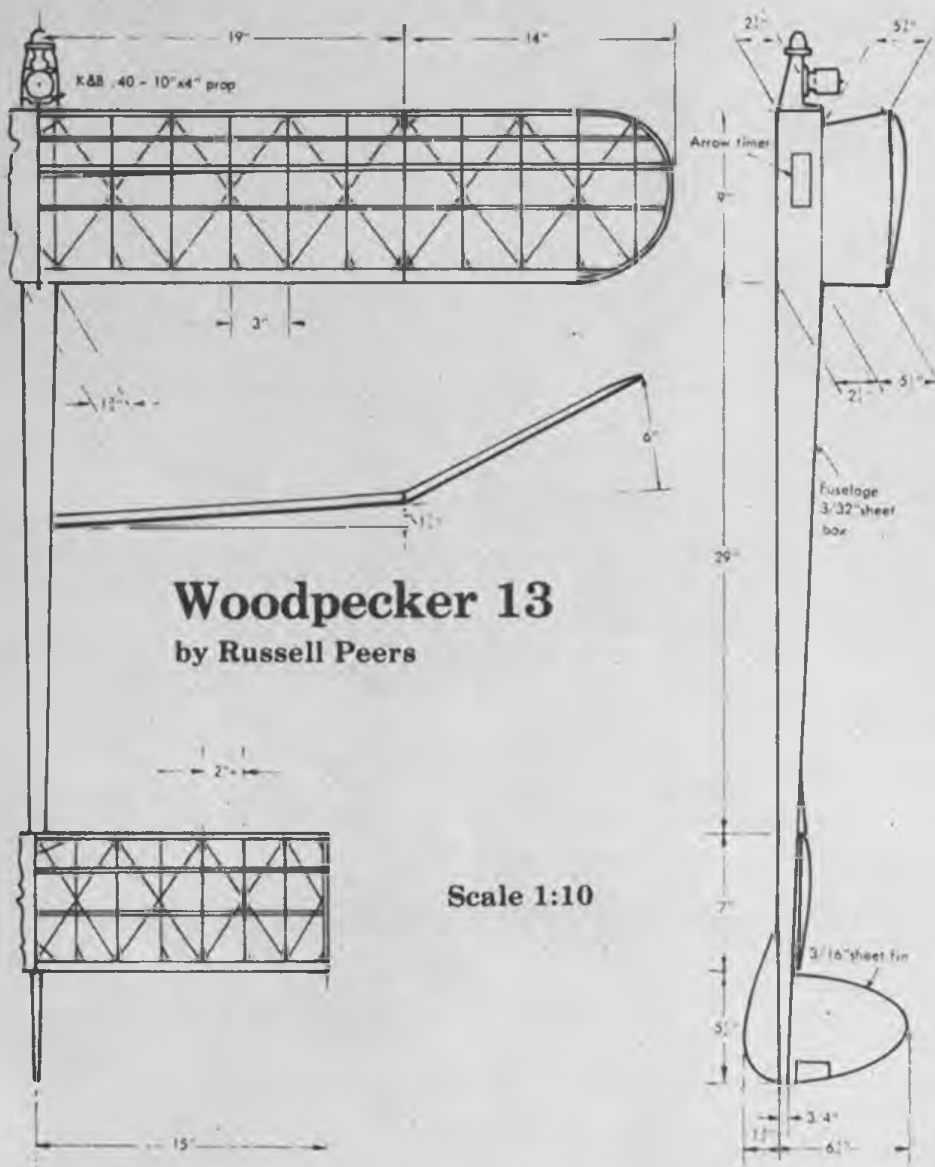 19"
14"
K&B .40 - 10"x4" prop
Arrow timer
9"
3"
6"
Fuselage
3/32" sheet
box
29"
Woodpecker 13
by Russell Peers
2"
Scale 1:10
7"
3/16" sheet fin
3/4"
15"